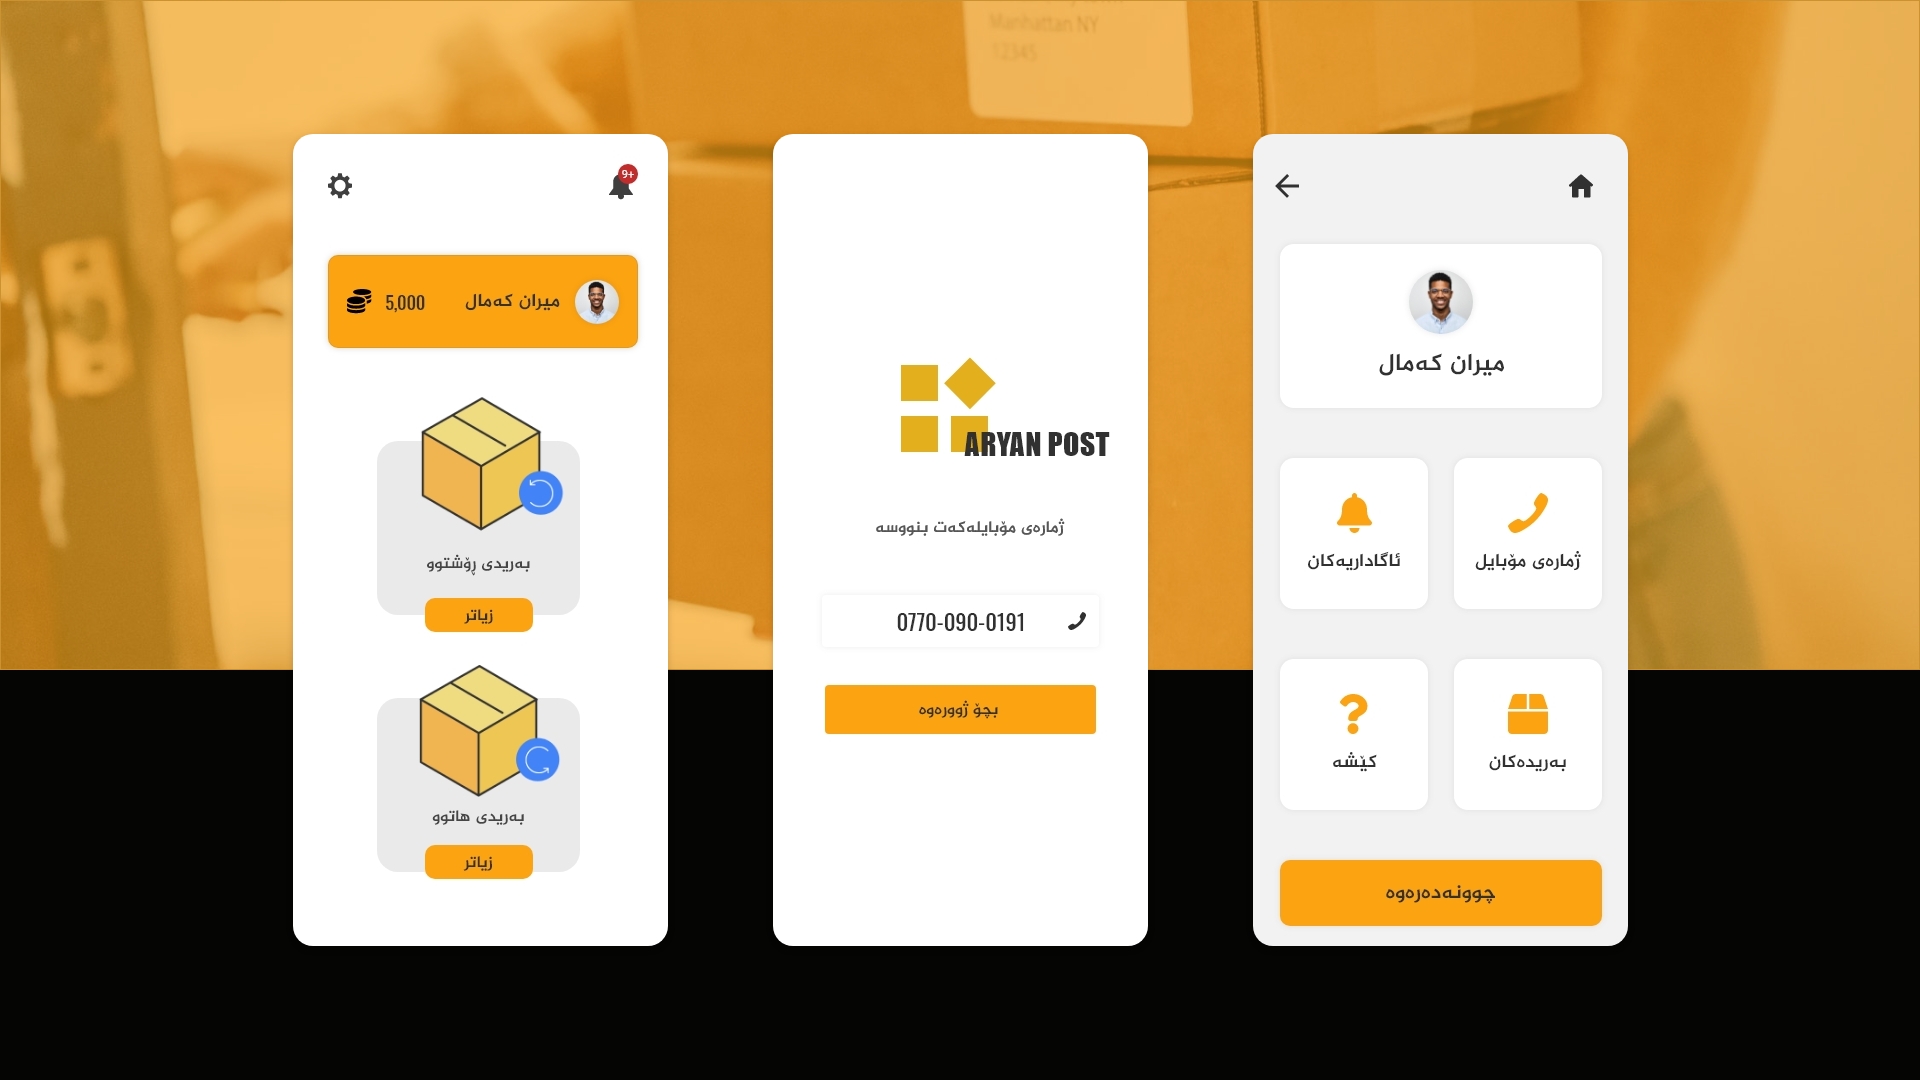 Manhattan NY
12345
9+
میران کەمال
5,000
بەریدی ڕۆشتوو
زیاتر
بەریدی هاتوو
زیاتر
ARYAN POST
ژمارەی مۆبایلەکەت بنووسە
0770-090-0191
بچۆ ژوورەوە
میران کەمال
ژمارەی مۆبایل
ئاگاداریەکان
بەریدەکان
کێشە
چوونەدەرەوە